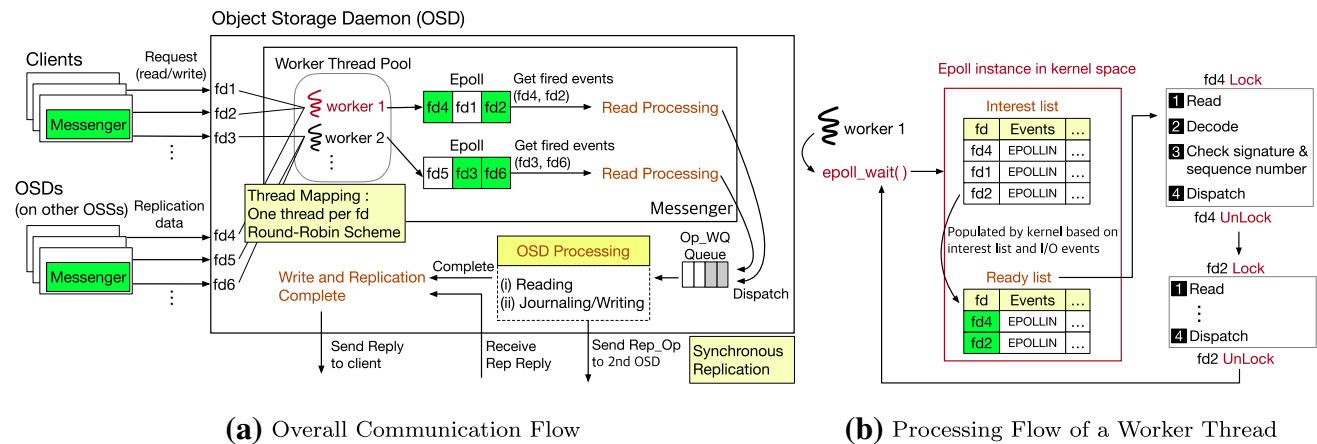 Object Storage Daemon (OSD)
Clients
Request
(read/write)
Messenger
⋮
fd1
fd2
fd3
Worker Thread Pool
worker 1
worker 2
⋮
Epoll
fd4 fd1 fd2
Get fired events
(fd4, fd2)
Read Processing
Epoll
fd5 fd3 fd6
Get fired events
(fd3, fd6)
Read Processing
Thread Mapping :
One thread per fd
Round-Robin Scheme
Messenger
OSDs
(on other OSSs)
Replication
data
Messenger
⋮
fd4
fd5
fd6
Op_WQ
Queue
Dispatch
OSD Processing
(i) Reading
(ii) Journaling/Writing
Complete
Write and Replication
Complete
Send Reply
to client
Receive
Rep Reply
Send Rep_Op
to 2nd OSD
Synchronous
Replication
(a) Overall Communication Flow
worker 1
epoll_wait( )
Epoll instance in kernel space
Interest list
fd Events ...
fd4 EPOLLIN ...
fd1 EPOLLIN ...
fd2 EPOLLIN ...
Populated by kernel based on
interest list and I/O events
Ready list
fd Events ...
fd4 EPOLLIN ...
fd2 EPOLLIN ...
fd4 Lock
1 Read
2 Decode
3 Check signature &
sequence number
4 Dispatch
fd4 UnLock
fd2 Lock
1 Read
⋮
4 Dispatch
fd2 UnLock
(b) Processing Flow of a Worker Thread